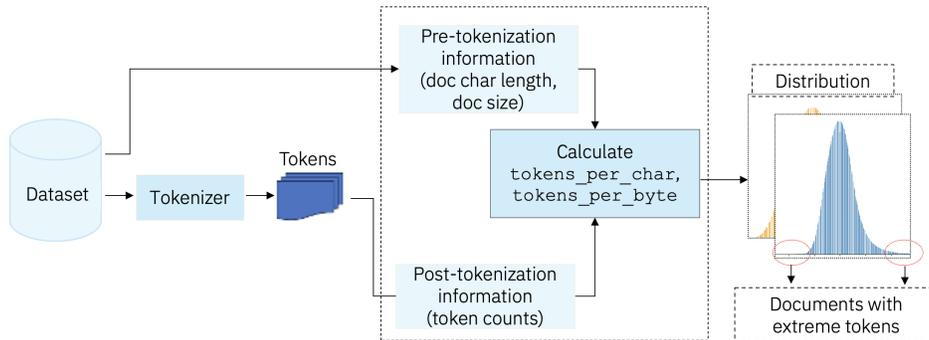 Pre-tokenization
information
(doc char length,
doc size)
Distribution
Calculate
tokens_per_char,
tokens_per_byte
Tokens
Dataset
Tokenizer
Post-tokenization
information
(token counts)
Documents with
extreme tokens